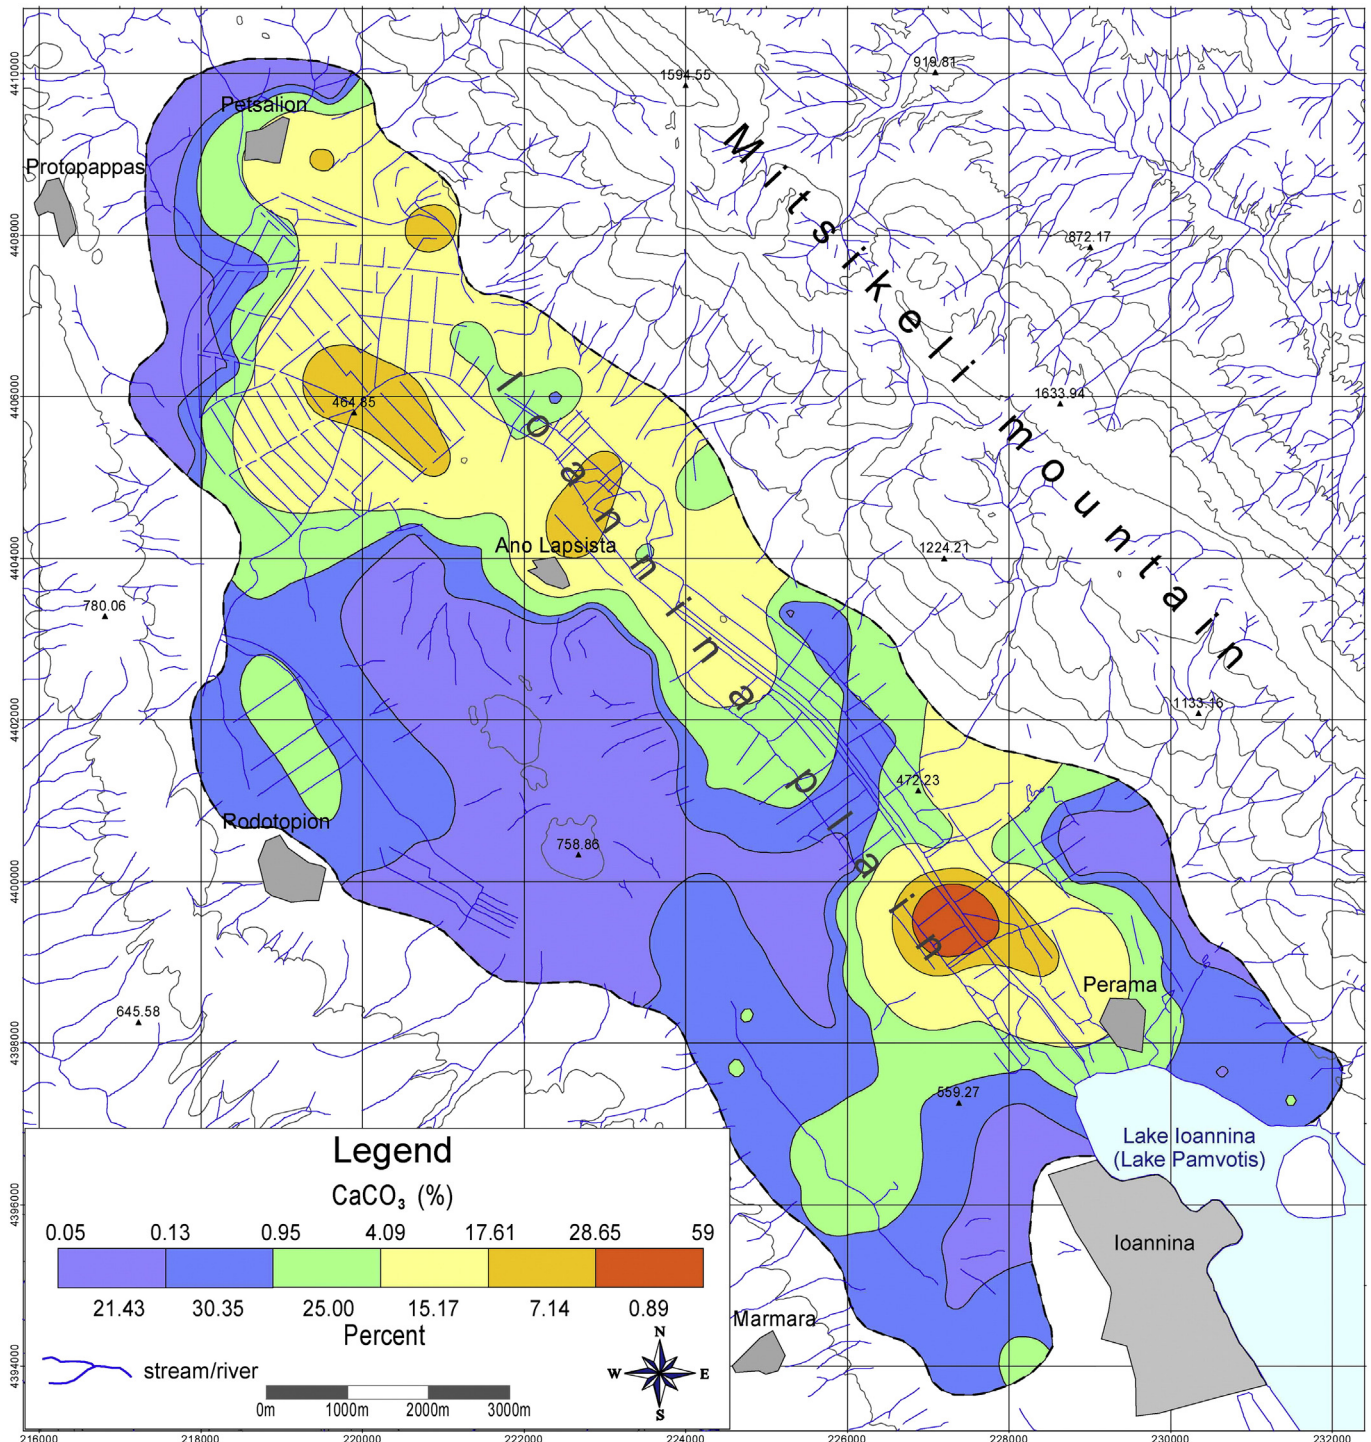 4410000
4408000
4406000
4404000
4402000
4400000
4398000
4396000
4394000
1594.55
919.81
Petsalion
Protopappas
Mitsikeli mountain
872.17
1633.94
464.85
Ioannina plain
Ano Lapsista
1224.21
780.06
1133.16
472.23
Rodotopion
758.86
Perama
645.58
559.27
Lake Ioannina
(Lake Pamvotis)
Ioannina
Marmara
Legend
CaCO₃ (%)
0.05 0.13 0.95 4.09 17.61 28.65 59
21.43 30.35 25.00 15.17 7.14 0.89
Percent
stream/river
N
W E
S
0m 1000m 2000m 3000m
216000 218000 220000 222000 224000 226000 228000 230000 232000